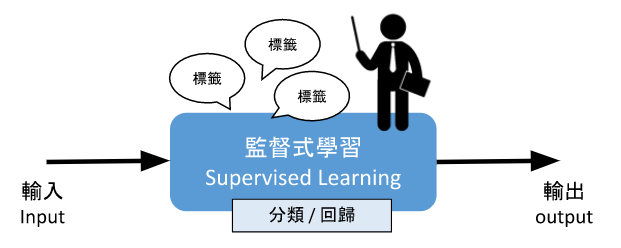 標籤
標籤
標籤
監督式學習
Supervised Learning
分類 / 回歸
輸入
Input
輸出
output